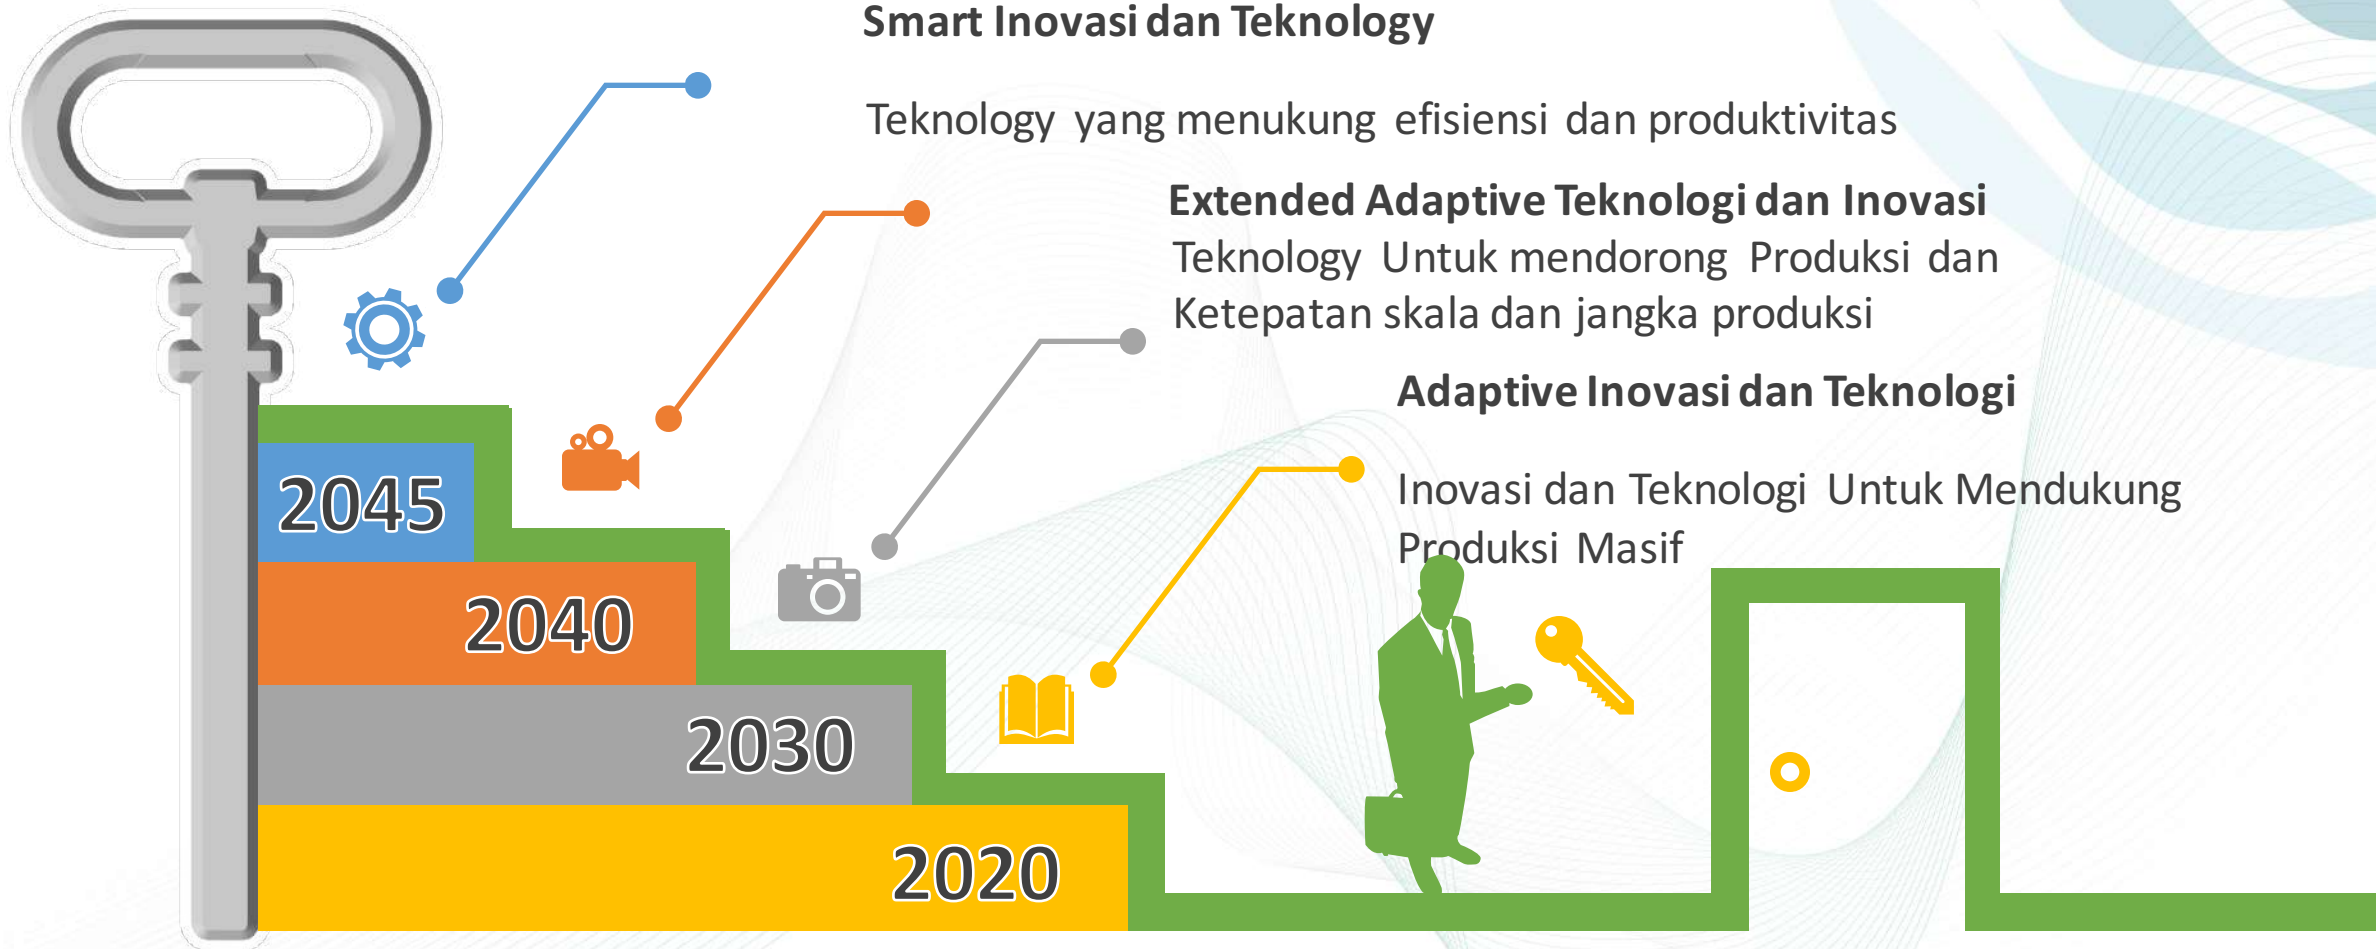 Smart Inovasi dan Teknology
Teknology yang menukung efisiensi dan produktivitas
Extended Adaptive Teknologi dan Inovasi
Teknology Untuk mendorong Produksi dan
Ketepatan skala dan jangka produksi
Adaptive Inovasi dan Teknologi
Inovasi dan Teknologi Untuk Mendukung
Produksi Masif
2045
2040
2030
2020